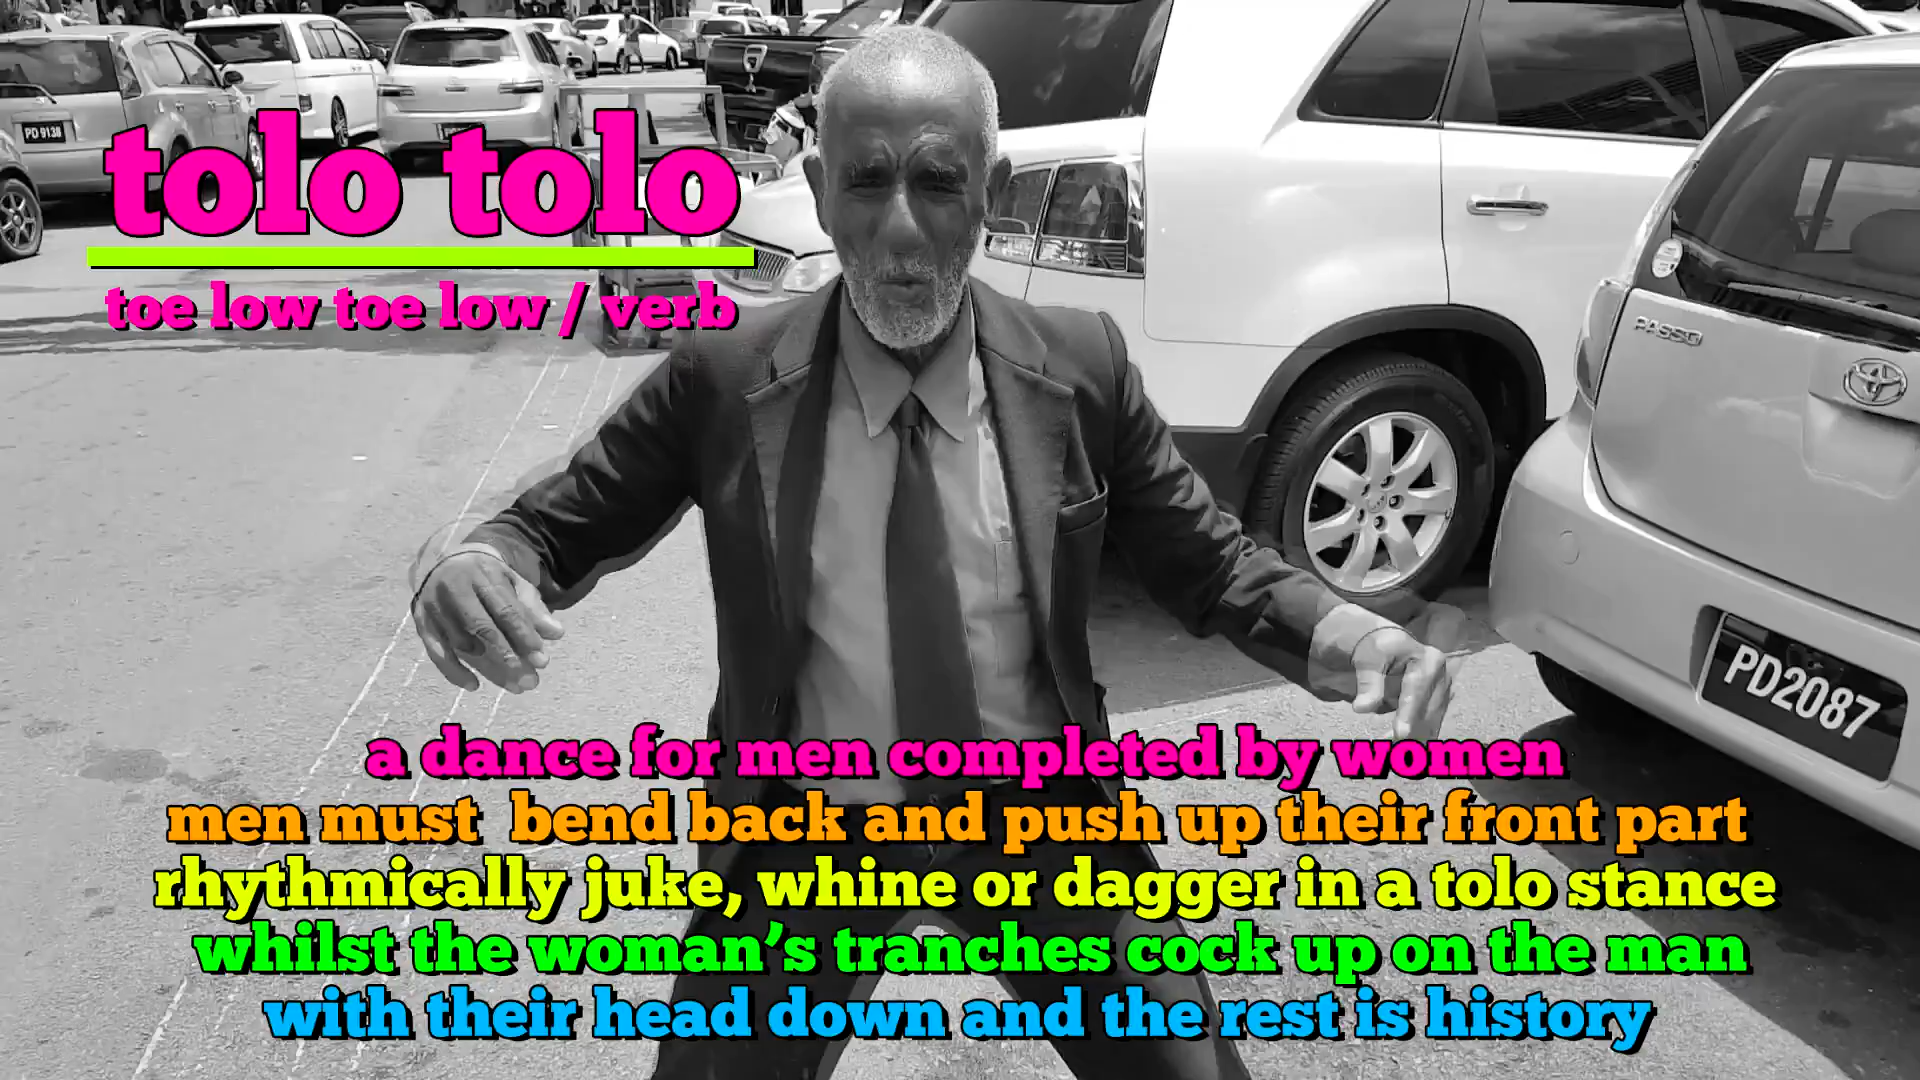 PD 9138
tolo tolo
toe low toe low / verb
PASSO
PD2087
a dance for men completed by women
men must bend back and push up their front part
rhythmically juke, whine or dagger in a tolo stance
whilst the woman's tranches cock up on the man
with their head down and the rest is history